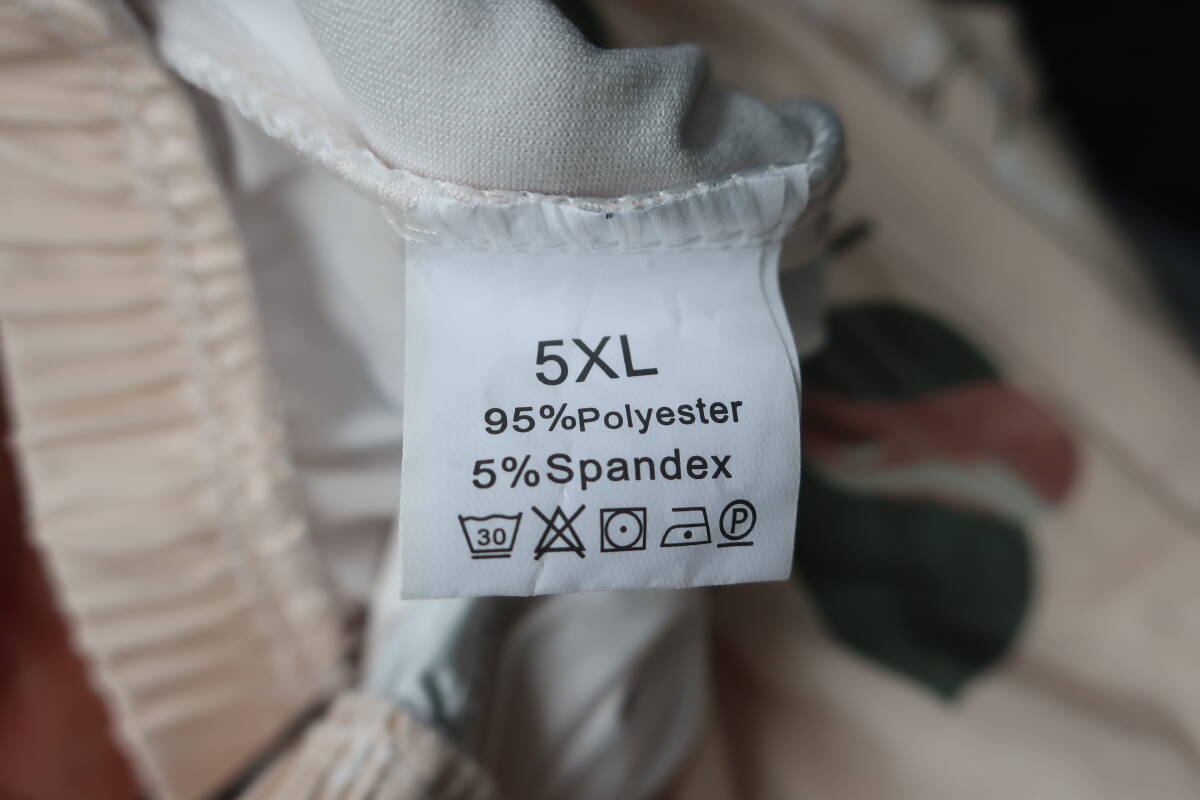 5XL
95%Polyester
5%Spandex
30 P